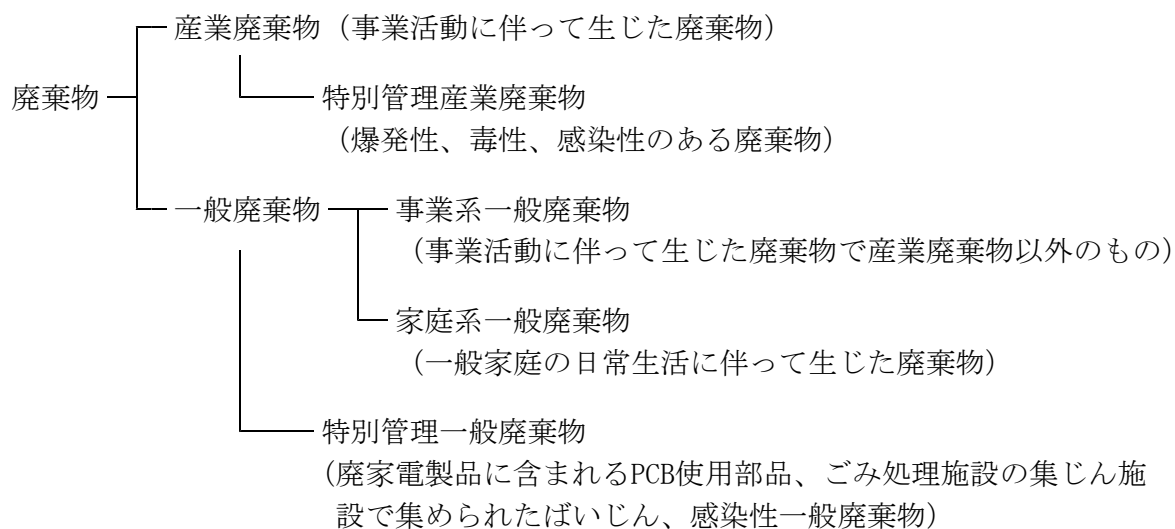 産業廃棄物（事業活動に伴って生じた廃棄物）
廃棄物
特別管理産業廃棄物
（爆発性、毒性、感染性のある廃棄物）
一般廃棄物
事業系一般廃棄物
（事業活動に伴って生じた廃棄物で産業廃棄物以外のもの）
家庭系一般廃棄物
（一般家庭の日常生活に伴って生じた廃棄物）
特別管理一般廃棄物
（廃家電製品に含まれるPCB使用部品、ごみ処理施設の集じん施
設で集められたばいじん、感染性一般廃棄物）